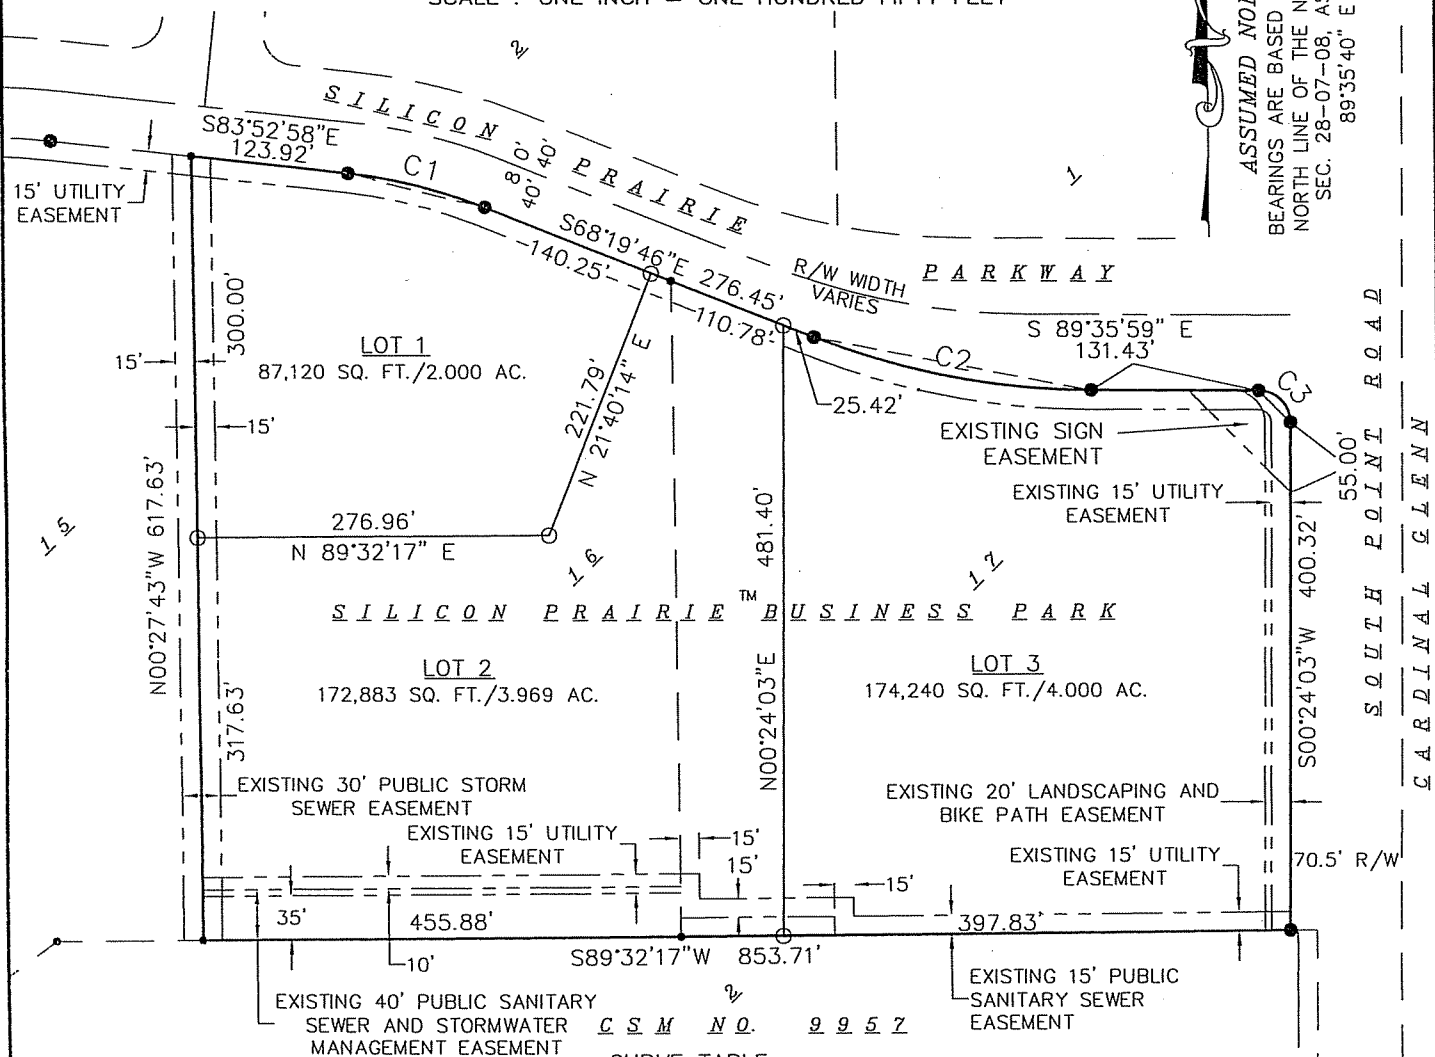 SCALE : ONE INCH = ONE HUNDRED FIFTY FEET
ASSUMED
BEARINGS ARE BASED
NORTH LINE OF THE
SEC. 28-07-08,
89°35'40" E
2
SILICON PRAIRIE PARKWAY
1
S83°52'58"E
123.92'
C1
8 0'
40' 40'
15' UTILITY
EASEMENT
S68°19'46"E 276.45'
140.25'
110.78'
R/W WIDTH
VARIES
S 89°35'59" E
131.43'
C2
C3
25.42'
300.00'
LOT 1
87,120 SQ. FT./2.000 AC.
15'
15'
221.79'
N 21°40'14" E
EXISTING SIGN
EASEMENT
55.00'
EXISTING 15' UTILITY
EASEMENT
276.96'
N 89°32'17" E
N00°27'43"W 617.63'
481.40'
400.32'
15
16
17
SILICON PRAIRIE ™ BUSINESS PARK
SOUTH POINT ROAD
CARDINAL GLENN
LOT 2
172,883 SQ. FT./3.969 AC.
LOT 3
174,240 SQ. FT./4.000 AC.
N00°24'03"E
S00°24'03"W
317.63'
EXISTING 30' PUBLIC STORM
SEWER EASEMENT
EXISTING 20' LANDSCAPING AND
BIKE PATH EASEMENT
EXISTING 15' UTILITY
EASEMENT
15'
15'
15'
EXISTING 15' UTILITY
EASEMENT
70.5' R/W
35'
455.88'
397.83'
10'
S89°32'17"W 853.71'
EXISTING 40' PUBLIC SANITARY
SEWER AND STORMWATER
MANAGEMENT EASEMENT
2
CSM NO. 9957
EXISTING 15' PUBLIC
SANITARY SEWER
EASEMENT
CURVE TABLE